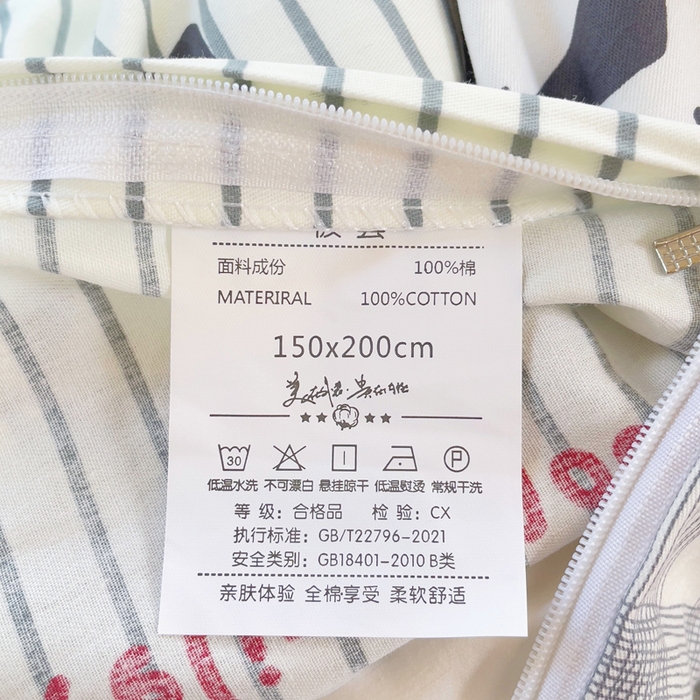 面料成份 100%棉
MATERIRAL 100%COTTON
150x200cm
30 P
低温水洗 不可漂白 悬挂晾干 低温熨烫 常规干洗
等 级：合格品 检 验：CX
执行标准：GB/T22796-2021
安全类别：GB18401-2010 B类
亲肤体验 全棉享受 柔软舒适